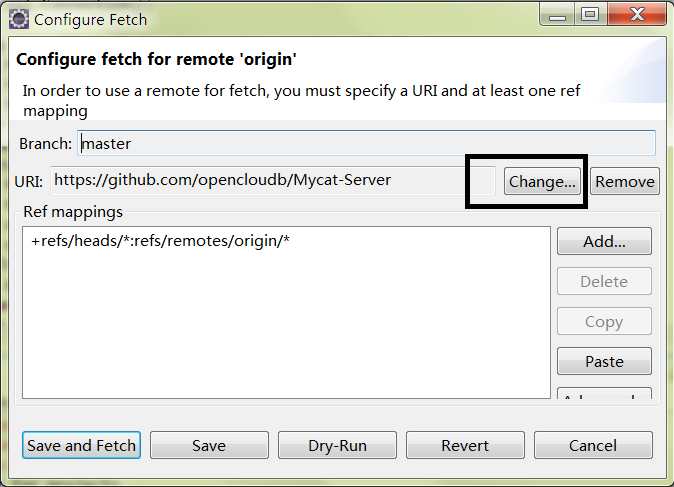 Configure Fetch
Configure fetch for remote 'origin'
In order to use a remote for fetch, you must specify a URI and at least one ref
mapping
Branch: master
URI: https://github.com/opencloudb/Mycat-Server Change... Remove
Ref mappings
+refs/heads/*:refs/remotes/origin/* Add...
Delete
Copy
Paste
Save and Fetch Save Dry-Run Revert Cancel